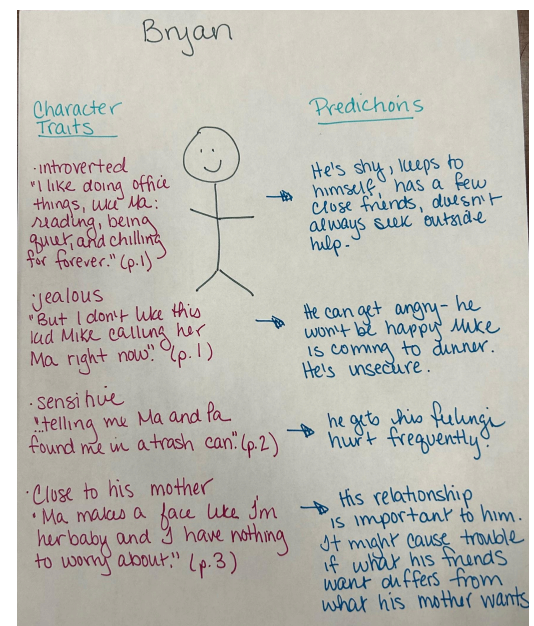 Bryan
Character
Traits
· introverted
"I like doing office
things, like Ma:
reading, being
quiet, and chilling
for forever." (p.1)
· jealous
"But I don't like this
kid Mike calling her
Ma right now". (p.1)
· sensitive
"...telling me Ma and Pa
found me in a trash can." (p.2)
· Close to his mother
"Ma makes a face like I'm
her baby and I have nothing
to worry about." (p.3)
Predictions
He's shy, keeps to
himself, has a few
close friends, doesn't
always seek outside
help.
He can get angry - he
won't be happy Mike
is coming to dinner.
He's insecure.
he gets his feelings
hurt frequently.
His relationship
is important to him.
It might cause trouble
if what his friends
want differs from
what his mother wants